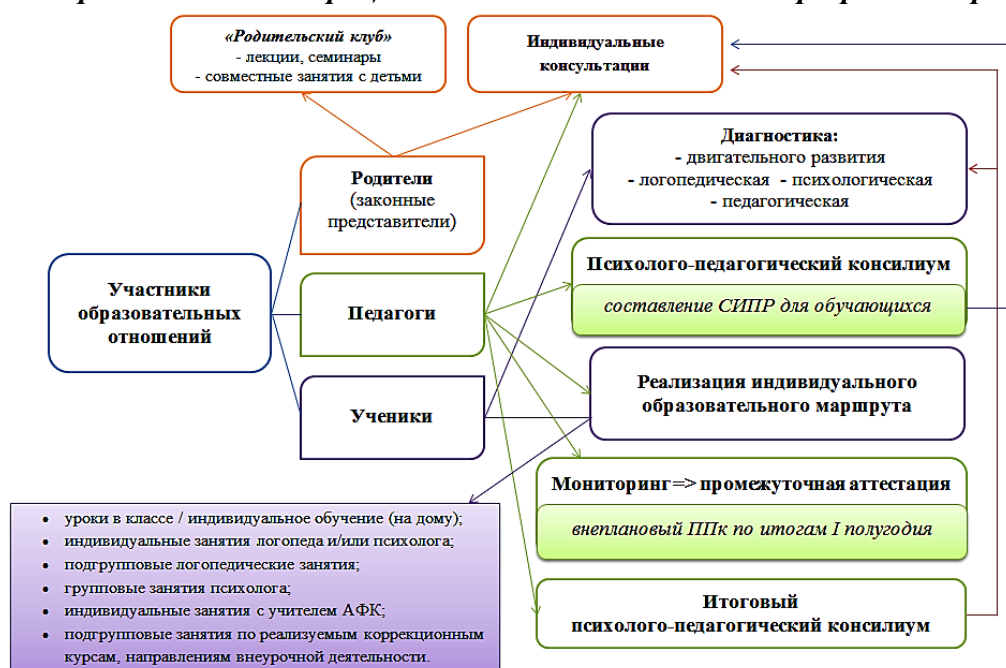 «Родительский клуб»
- лекции, семинары
- совместные занятия с детьми
Индивидуальные
консультации
Диагностика:
- двигательного развития
- логопедическая - психологическая
- педагогическая
Родители
(законные
представители)
Участники
образовательных
отношений
Педагоги
Ученики
Психолого-педагогический консилиум
составление СИПР для обучающихся
Реализация индивидуального
образовательного маршрута
Мониторинг=> промежуточная аттестация
внеплановый ППк по итогам I полугодия
Итоговый
психолого-педагогический консилиум
• уроки в классе / индивидуальное обучение (на дому);
• индивидуальные занятия логопеда и/или психолога;
• подгрупповые логопедические занятия;
• групповые занятия психолога;
• индивидуальные занятия с учителем АФК;
• подгрупповые занятия по реализуемым коррекционным
курсам, направлениям внеурочной деятельности.